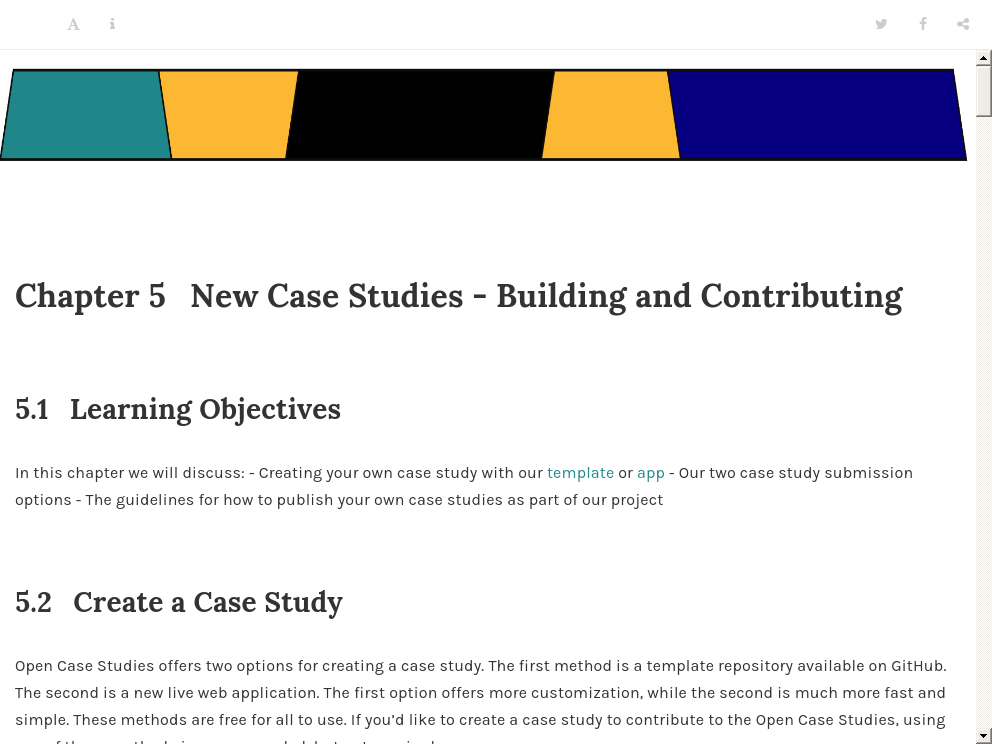 Chapter 5 New Case Studies - Building and Contributing
5.1 Learning Objectives
In this chapter we will discuss: - Creating your own case study with our template or app - Our two case study submission
options - The guidelines for how to publish your own case studies as part of our project
5.2 Create a Case Study
Open Case Studies offers two options for creating a case study. The first method is a template repository available on GitHub.
The second is a new live web application. The first option offers more customization, while the second is much more fast and
simple. These methods are free for all to use. If you’d like to create a case study to contribute to the Open Case Studies, using